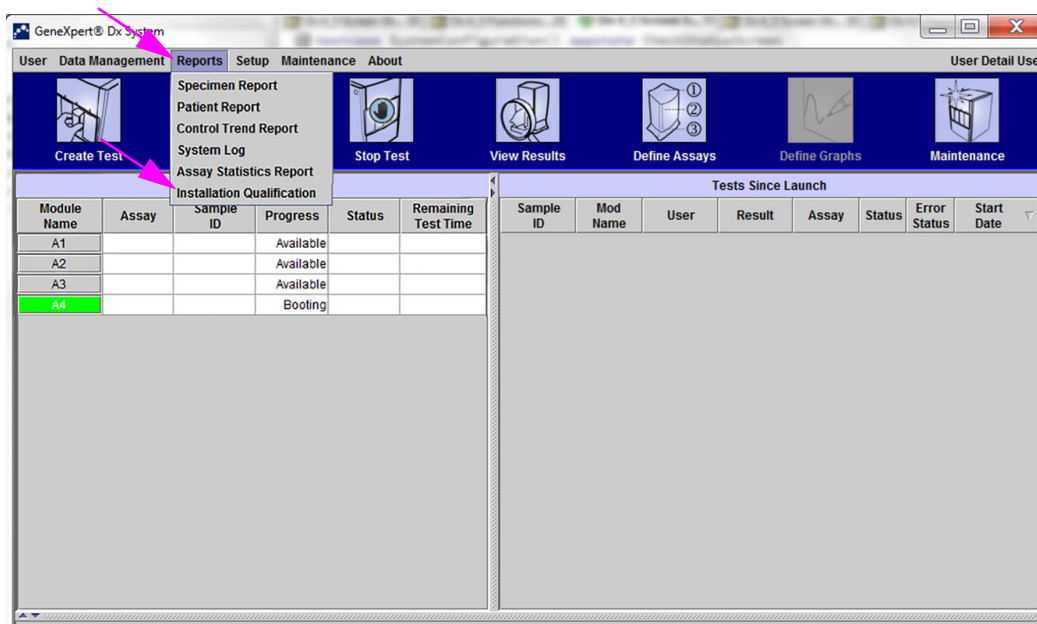 GeneXpert® Dx System
User Data Management Reports Setup Maintenance About User Detail Use
Specimen Report
Patient Report
Control Trend Report
System Log
Assay Statistics Report
Installation Qualification
Create Test Stop Test View Results Define Assays Define Graphs Maintenance
①
②
③
Tests Since Launch
Module Name Assay Sample ID Progress Status Remaining Test Time
Sample ID Mod Name User Result Assay Status Error Status Start Date
A1 Available
A2 Available
A3 Available
A4 Booting